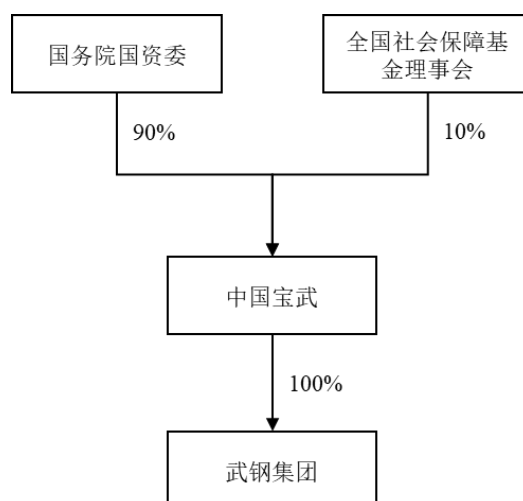 国务院国资委
全国社会保障基
金理事会
90%
10%
中国宝武
100%
武钢集团